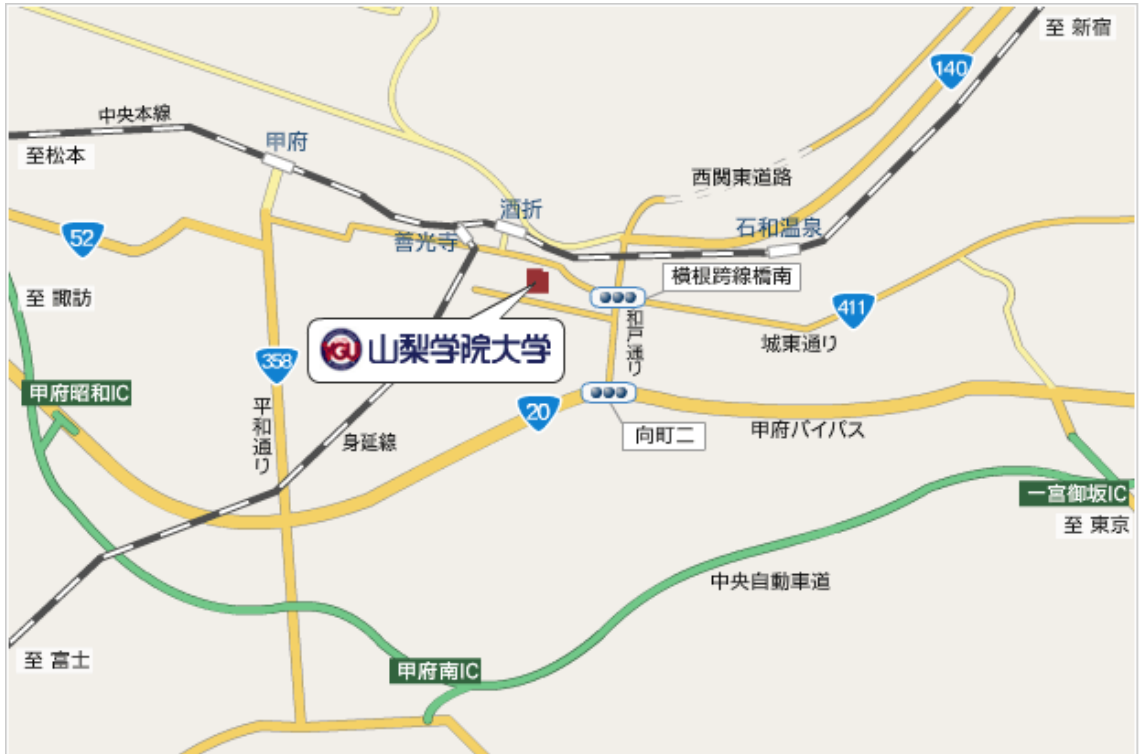 至 新宿
140
中央本線
甲府
至松本
西関東道路
酒折
52
善光寺
石和温泉
至 諏訪
横根跨線橋南
411
和戸通り
城東通り
YGU 山梨学院大学
358
甲府昭和IC
20
平和通り
身延線
向町二
甲府バイパス
一宮御坂IC
至 東京
中央自動車道
至 富士
甲府南IC